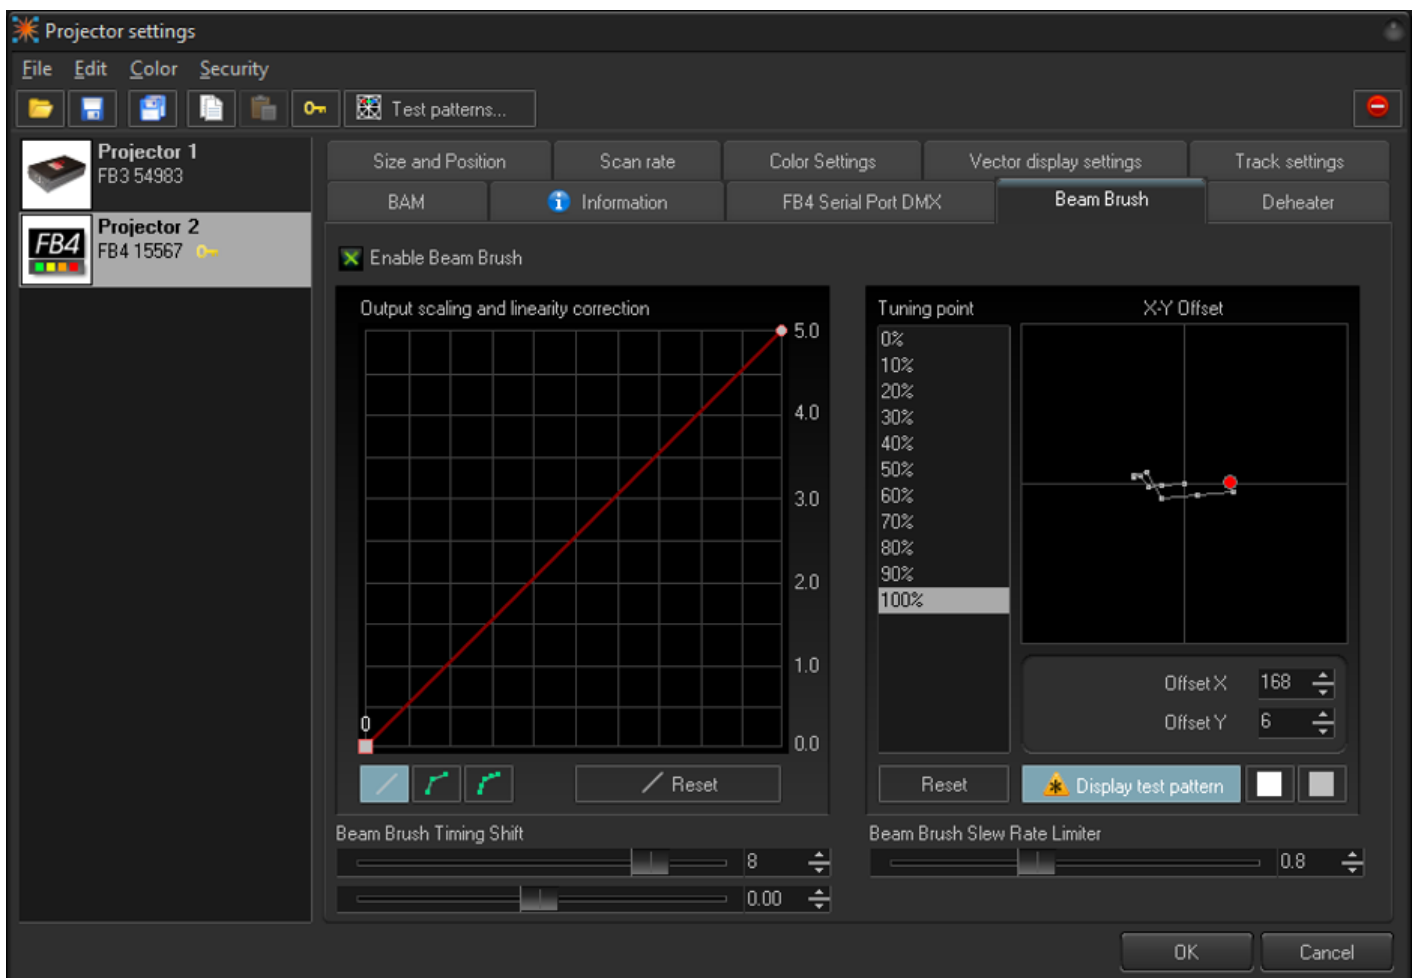 Projector settings
File Edit Color Security
Test patterns...
Projector 1
FB3 54983
FB4
Projector 2
FB4 15567
Size and Position Scan rate Color Settings Vector display settings Track settings
BAM Information FB4 Serial Port DMX Beam Brush Deheater
Enable Beam Brush
Output scaling and linearity correction
5.0
4.0
3.0
2.0
1.0
0
0.0
Reset
Tuning point X-Y Offset
0%
10%
20%
30%
40%
50%
60%
70%
80%
90%
100%
Offset X 168
Offset Y 6
Reset Display test pattern
Beam Brush Timing Shift
8
0.00
Beam Brush Slew Rate Limiter
0.8
OK Cancel